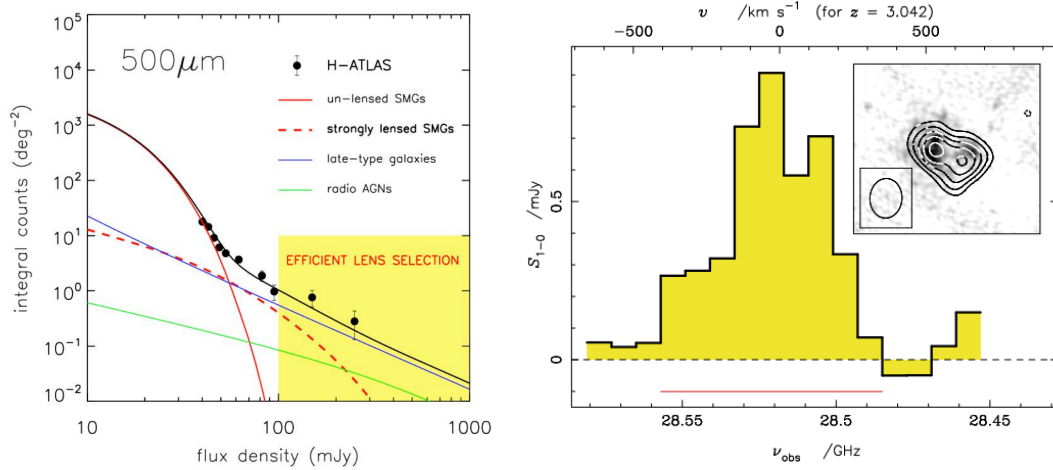 500μm
H-ATLAS
un-lensed SMGs
strongly lensed SMGs
late-type galaxies
radio AGNs
EFFICIENT LENS SELECTION
integral counts (deg⁻²)
10⁵
10⁴
10³
10²
10¹
10⁰
10⁻¹
10⁻²
10
100
1000
flux density (mJy)
v /km s⁻¹ (for z = 3.042)
−500
0
500
S₁₋₀ /mJy
0.5
0
28.55
28.5
28.45
ν_obs /GHz